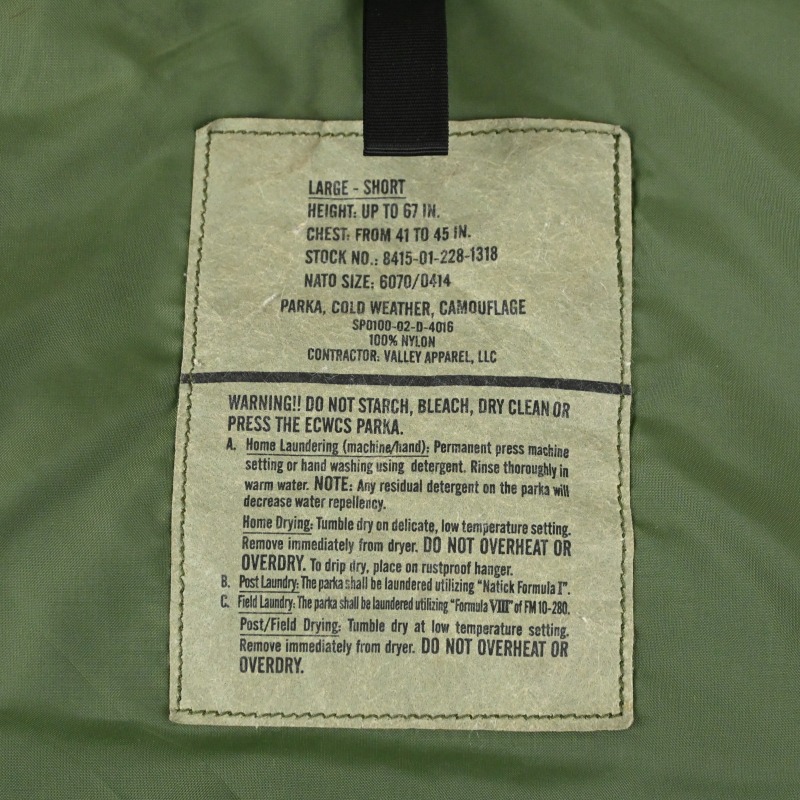 LARGE - SHORT
HEIGHT: UP TO 67 IN.
CHEST: FROM 41 TO 45 IN.
STOCK NO.: 8415-01-228-1318
NATO SIZE: 6070/0414
PARKA, COLD WEATHER, CAMOUFLAGE
SPO100-02-D-4016
100% NYLON
CONTRACTOR: VALLEY APPAREL, LLC
WARNING!! DO NOT STARCH, BLEACH, DRY CLEAN OR
PRESS THE ECWCS PARKA.
A. Home Laundering (machine/hand): Permanent press machine
setting or hand washing using detergent. Rinse thoroughly in
warm water. NOTE: Any residual detergent on the parka will
decrease water repellency.
Home Drying: Tumble dry on delicate, low temperature setting.
Remove immediately from dryer. DO NOT OVERHEAT OR
OVERDRY. To drip dry, place on rustproof hanger.
B. Post Laundry: The parka shall be laundered utilizing "Natick Formula I".
C. Field Laundry: The parka shall be laundered utilizing "Formula VIII" of FM 10-280.
Post/Field Drying: Tumble dry at low temperature setting.
Remove immediately from dryer. DO NOT OVERHEAT OR
OVERDRY.